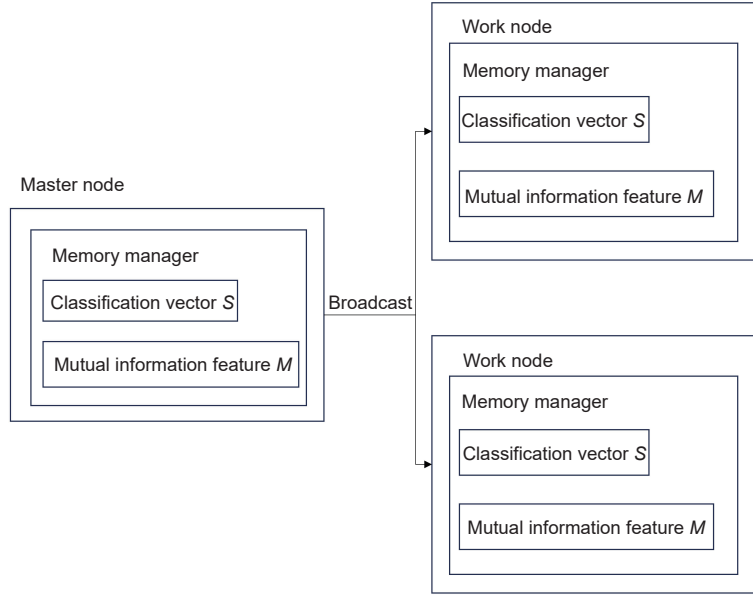 Master node
Memory manager
Classification vector S
Mutual information feature M
Broadcast
Work node
Memory manager
Classification vector S
Mutual information feature M
Work node
Memory manager
Classification vector S
Mutual information feature M